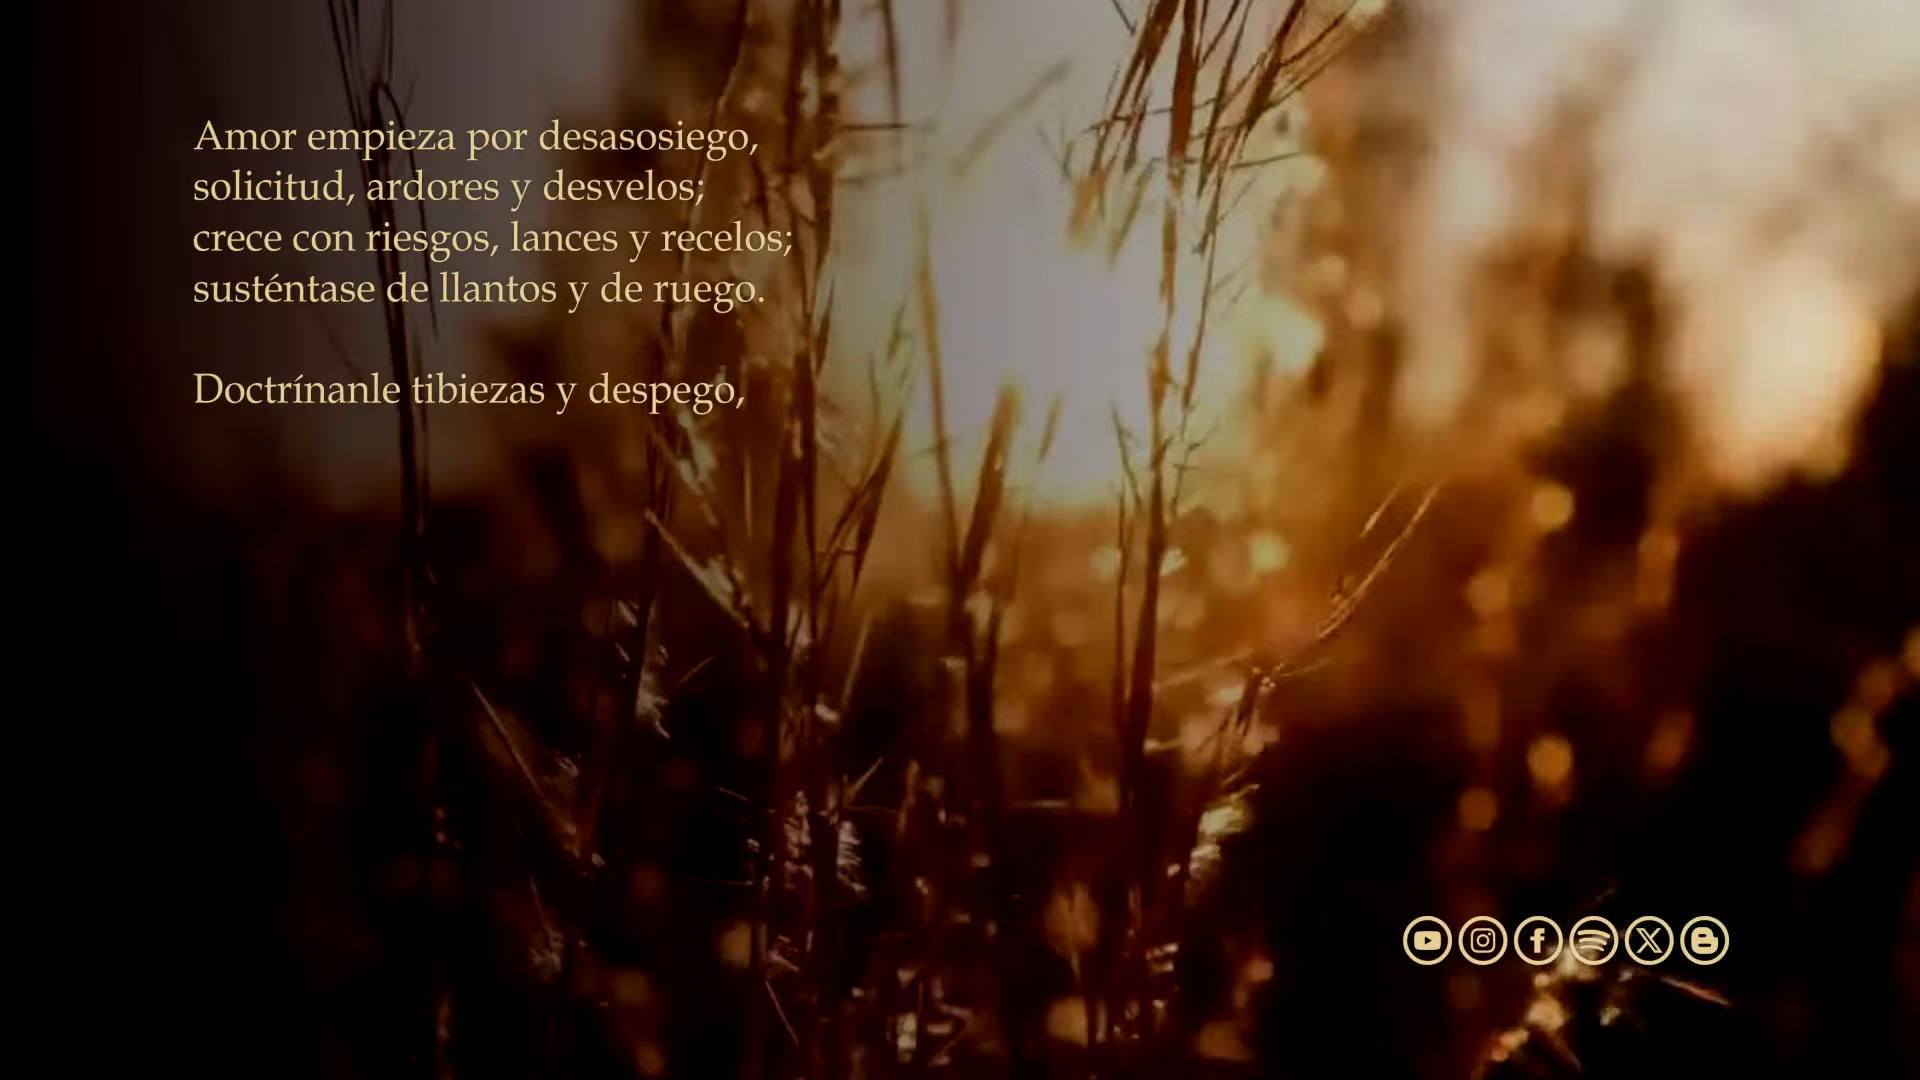 Amor empieza por desasosiego,
solicitud, ardores y desvelos;
crece con riesgos, lances y recelos;
susténtase de llantos y de ruego.
Doctrínanle tibiezas y despego,